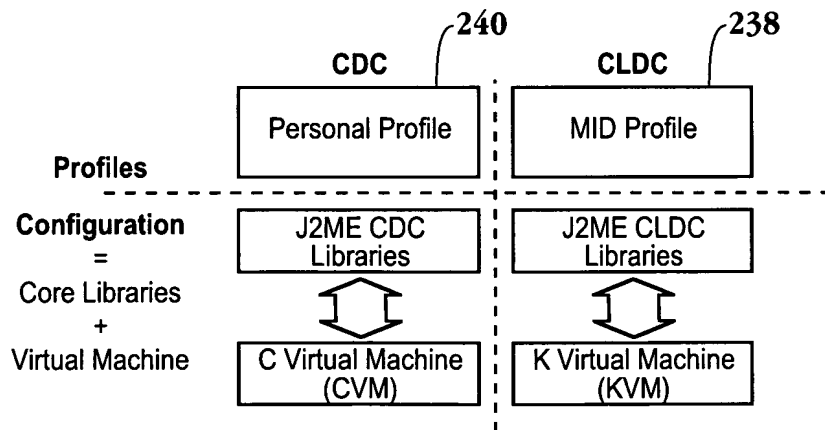 240
238
CDC
CLDC
Personal Profile
MID Profile
Profiles
Configuration
=
Core Libraries
+
Virtual Machine
J2ME CDC
Libraries
J2ME CLDC
Libraries
C Virtual Machine
(CVM)
K Virtual Machine
(KVM)